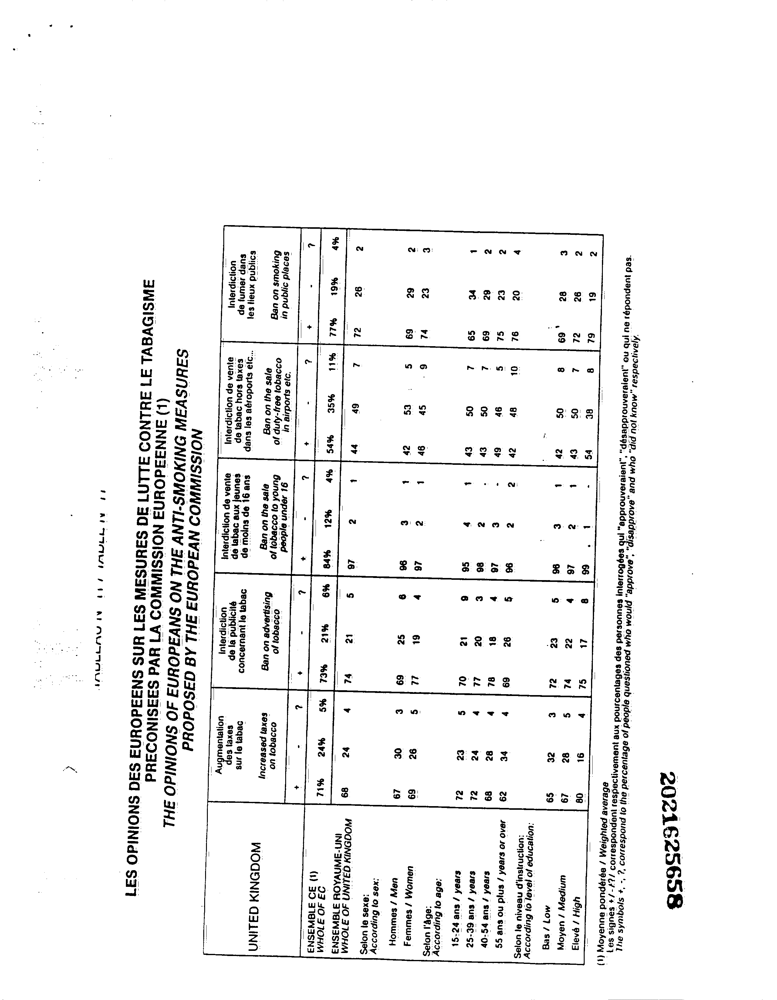 LES OPINIONS DES EUROPEENS SUR LES MESURES DE LUTTE CONTRE LE TABAGISME
PRECONISEES PAR LA COMMISSION EUROPEENNE (1)
THE OPINIONS OF EUROPEANS ON THE ANTI-SMOKING MEASURES
PROPOSED BY THE EUROPEAN COMMISSION
UNITED KINGDOM
Augmentation
des taxes
sur le tabac
Increased taxes
on tobacco
Interdiction
de la publicité
concernant le tabac
Ban on advertising
of tobacco
Interdiction de vente
de tabac aux jeunes
de moins de 16 ans
Ban on the sale
of tobacco to young
people under 16
Interdiction de vente
de tabac hors taxes
dans les aéroports etc...
Ban on the sale
of duty-free tobacco
in airports etc.
Interdiction
de fumer dans
les lieux publics
Ban on smoking
in public places
+ - ? + - ? + - ? + - ? + - ?
ENSEMBLE CE (1)
WHOLE OF EC 71% 24% 5% 73% 21% 6% 84% 12% 4% 54% 35% 11% 77% 19% 4%
ENSEMBLE ROYAUME-UNI
WHOLE OF UNITED KINGDOM 68 24 4 74 21 5 97 2 1 44 49 7 72 26 2
Selon le sexe:
According to sex:
Hommes / Men 67 30 3 69 25 6 96 3 1 42 53 5 69 29 2
Femmes / Women 69 26 5 77 19 4 97 2 1 46 45 9 74 23 3
Selon l'âge:
According to age:
15-24 ans / years 72 23 5 70 21 9 95 4 1 43 50 7 65 34 1
25-39 ans / years 72 24 4 77 20 3 98 2 - 43 50 7 69 29 2
40-54 ans / years 68 28 4 78 18 4 97 3 - 49 46 5 75 23 2
55 ans ou plus / years or over 62 34 4 69 26 5 96 2 2 42 48 10 76 20 4
Selon le niveau d'instruction:
According to level of education:
Bas / Low 65 32 3 72 23 5 96 3 1 42 50 8 69 28 3
Moyen / Medium 67 28 5 74 22 4 97 2 1 43 50 7 72 26 2
Elevé / High 80 16 4 75 17 8 99 1 - 54 38 8 79 19 2
(1) Moyenne pondérée / Weighted average
Les signes +/-/?/ correspondent respectivement aux pourcentages des personnes interrogées qui "approuveraient", "désapprouveraient" ou qui ne répondent pas.
The symbols +, -, ?, correspond to the percentage of people questioned who would "approve", "disapprove" and who "did not know" respectively.
2021625658